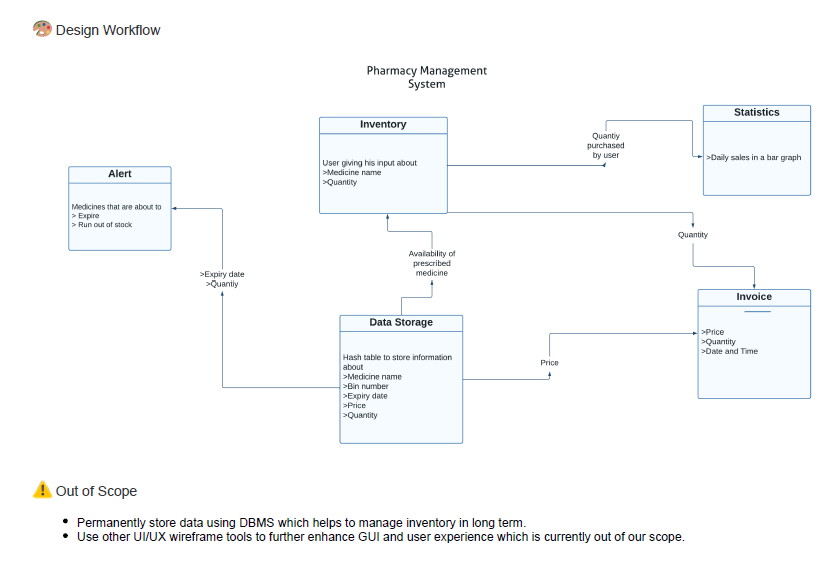 Design Workflow
Pharmacy Management
System
Inventory
User giving his input about
>Medicine name
>Quantity
Quantiy
purchased
by user
Statistics
>Daily sales in a bar graph
Alert
Medicines that are about to
> Expire
> Run out of stock
Quantity
Availability of
prescribed
medicine
>Expiry date
>Quantiy
Invoice
>Price
>Quantity
>Date and Time
Data Storage
Hash table to store information
about
>Medicine name
>Bin number
>Expiry date
>Price
>Quantity
Price
Out of Scope
• Permanently store data using DBMS which helps to manage inventory in long term.
• Use other UI/UX wireframe tools to further enhance GUI and user experience which is currently out of our scope.